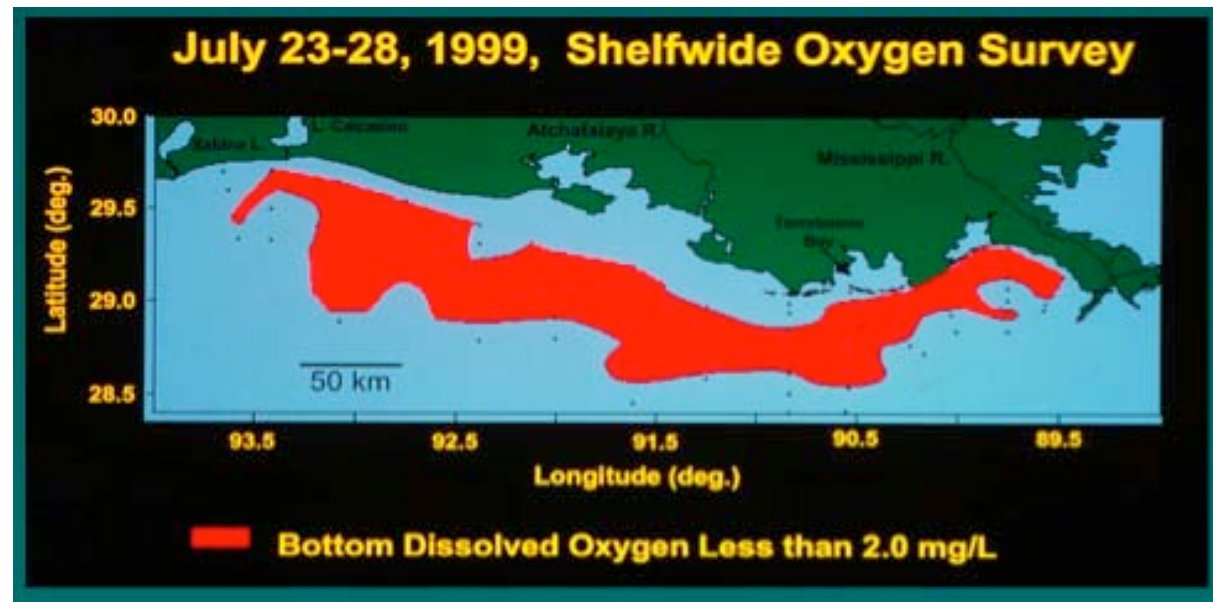 July 23-28, 1999, Shelfwide Oxygen Survey
30.0
29.5
29.0
28.5
Latitude (deg.)
Sabine L.
L. Calcasieu
Atchafalaya R.
Mississippi R.
Terrebonne
Bay
50 km
93.5 92.5 91.5 90.5 89.5
Longitude (deg.)
Bottom Dissolved Oxygen Less than 2.0 mg/L